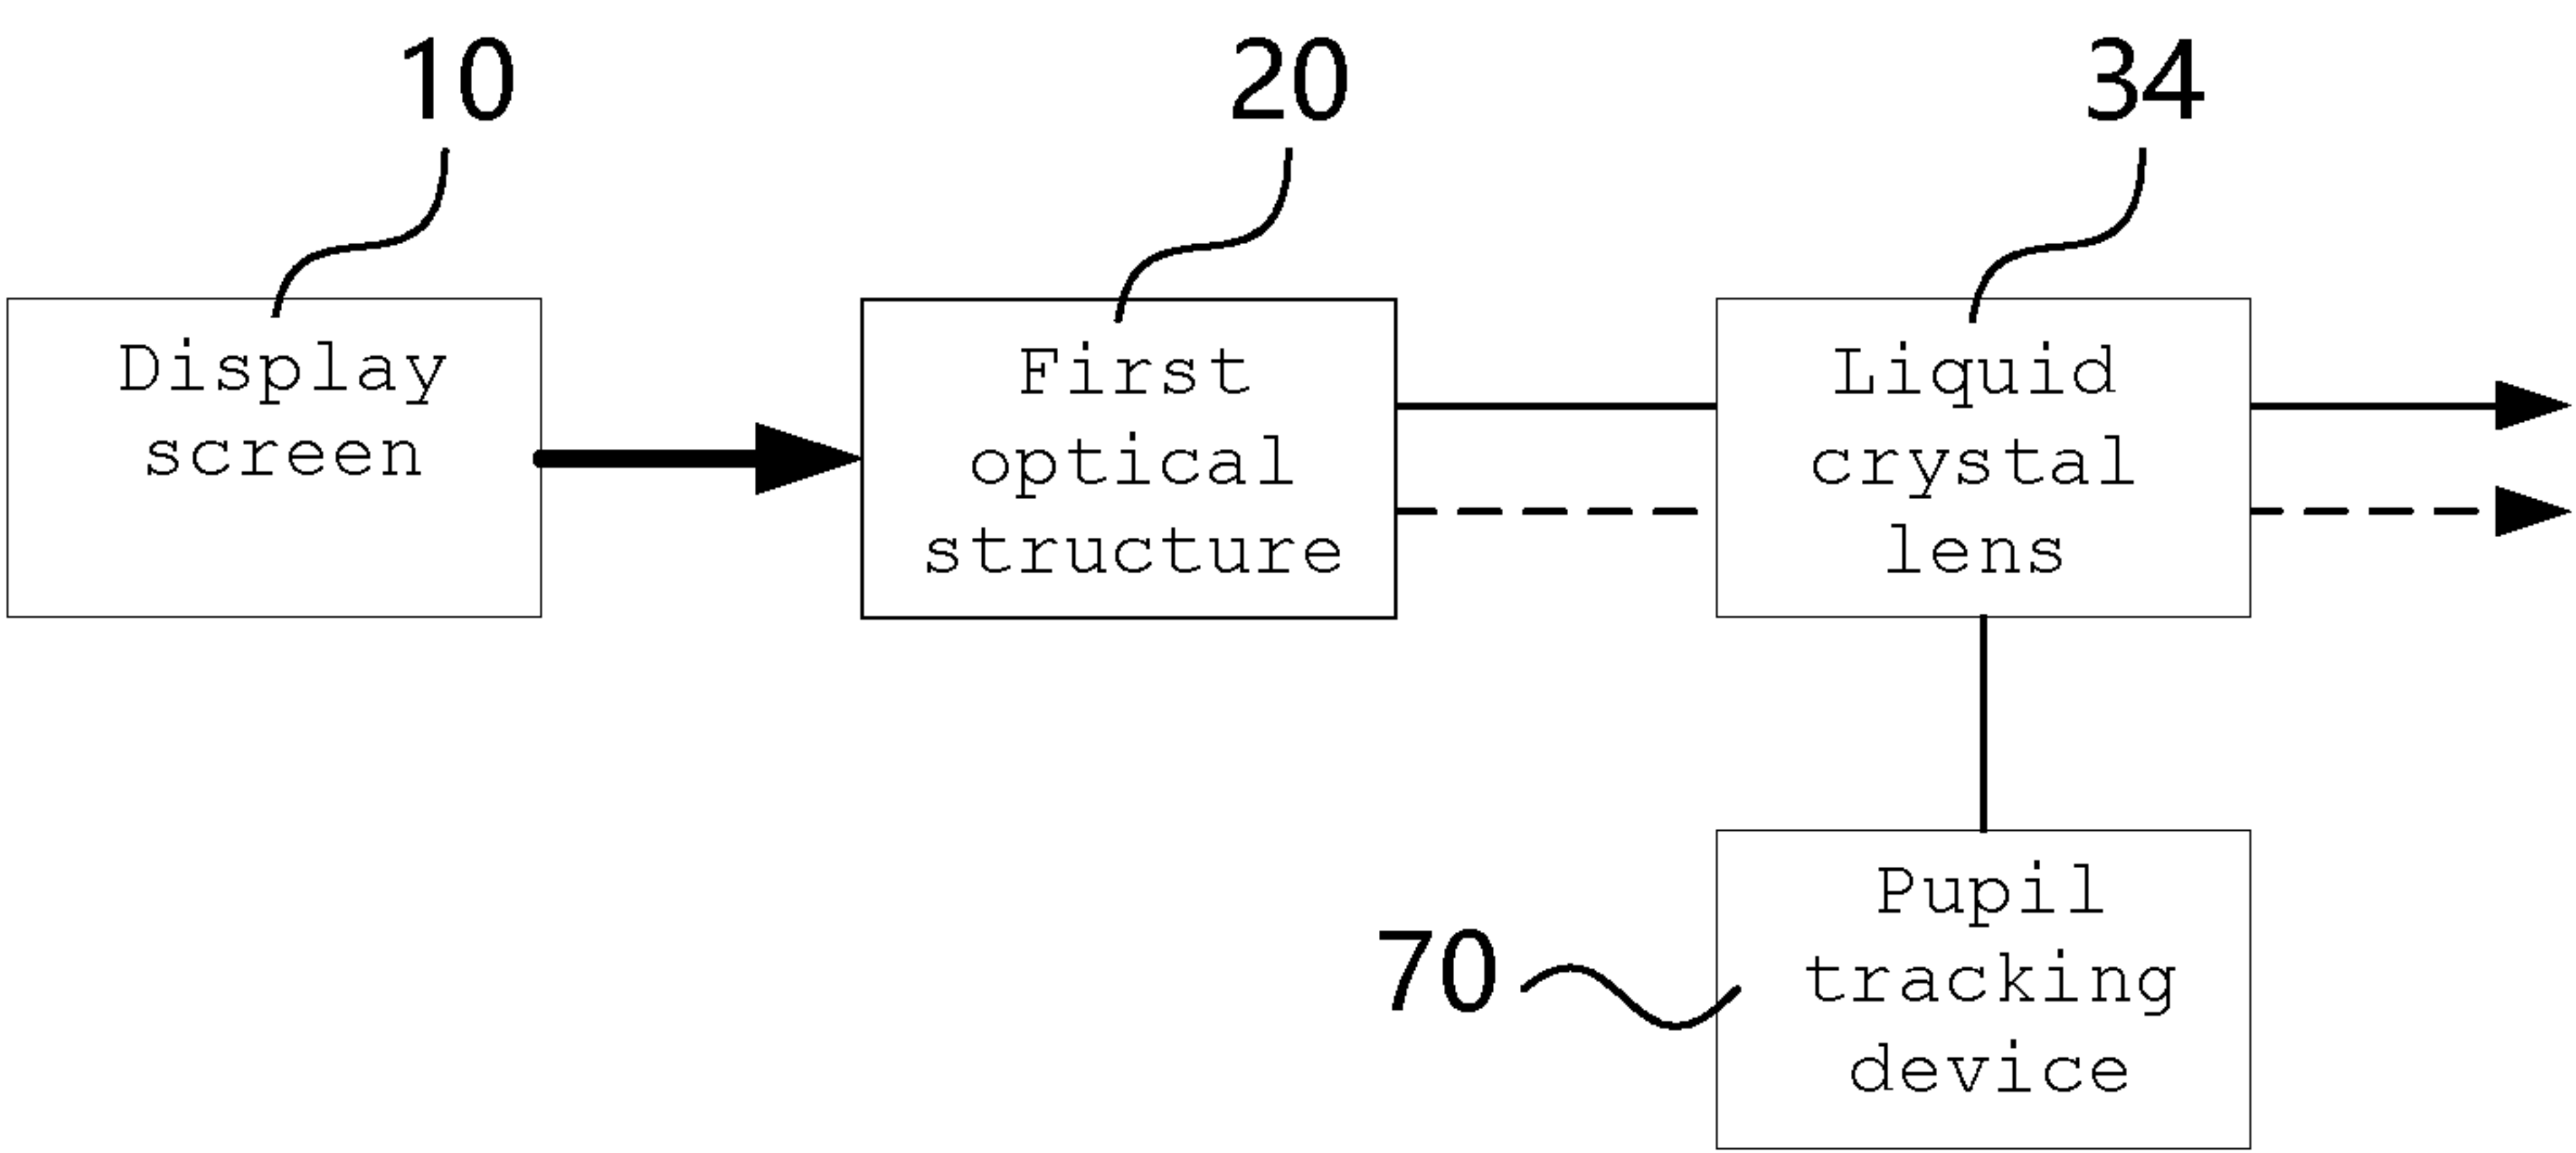 10
20
34
Display
screen
First
optical
structure
Liquid
crystal
lens
70
Pupil
tracking
device